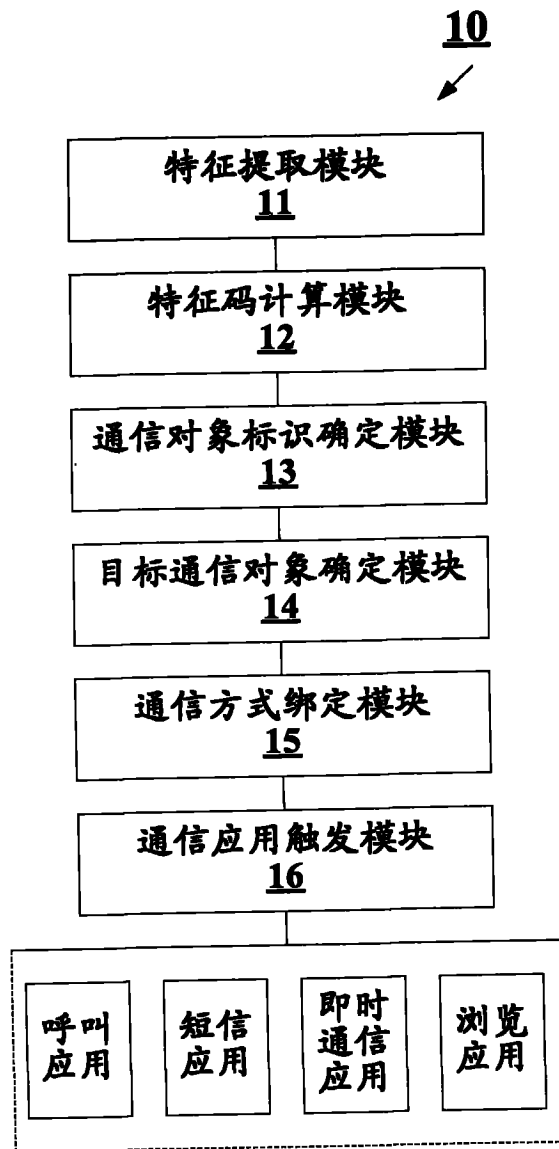 10
特征提取模块
11
特征码计算模块
12
通信对象标识确定模块
13
目标通信对象确定模块
14
通信方式绑定模块
15
通信应用触发模块
16
呼叫
应用
短信
应用
即时
通信
应用
浏览
应用